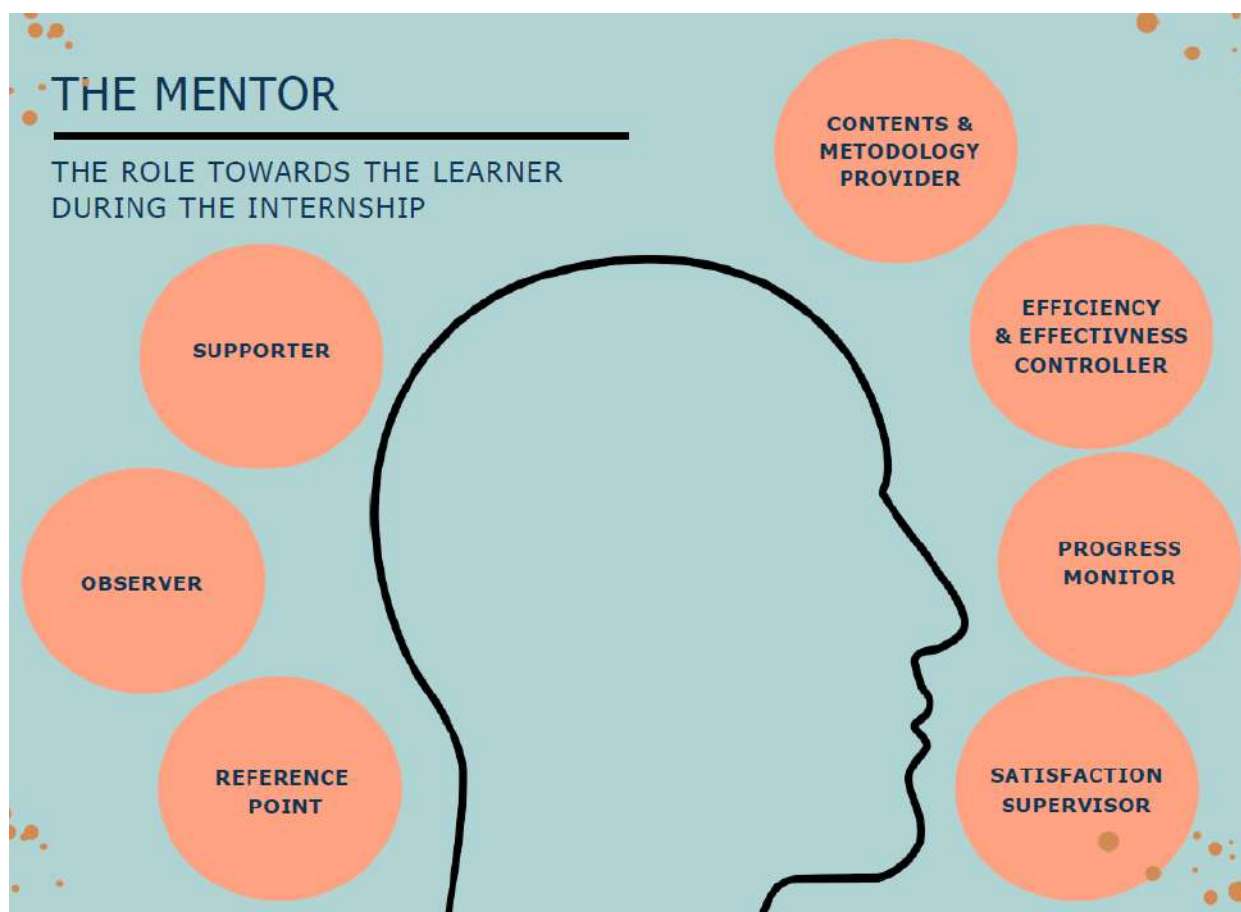 THE MENTOR
THE ROLE TOWARDS THE LEARNER
DURING THE INTERNSHIP
CONTENTS &
METODOLOGY
PROVIDER
EFFICIENCY
& EFFECTIVNESS
CONTROLLER
SUPPORTER
PROGRESS
MONITOR
OBSERVER
REFERENCE
POINT
SATISFACTION
SUPERVISOR